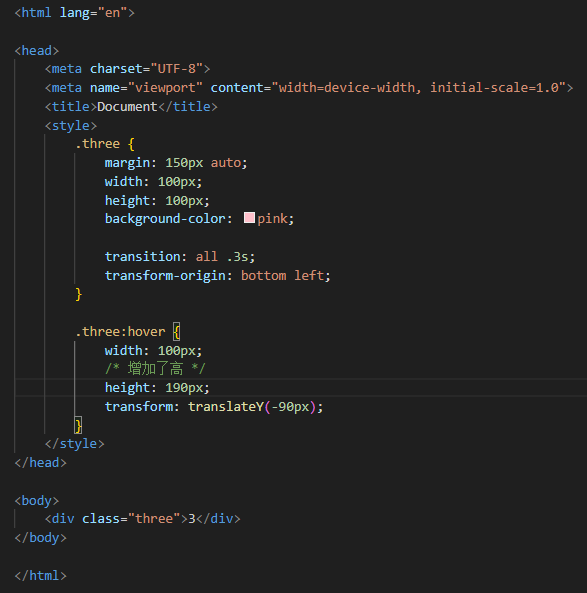 <html lang="en">
<head>
<meta charset="UTF-8">
<meta name="viewport" content="width=device-width, initial-scale=1.0">
<title>Document</title>
<style>
.three {
margin: 150px auto;
width: 100px;
height: 100px;
background-color: pink;
transition: all .3s;
transform-origin: bottom left;
}
.three:hover {
width: 100px;
/* 增加了高 */
height: 190px;
transform: translateY(-90px);
}
</style>
</head>
<body>
<div class="three">3</div>
</body>
</html>